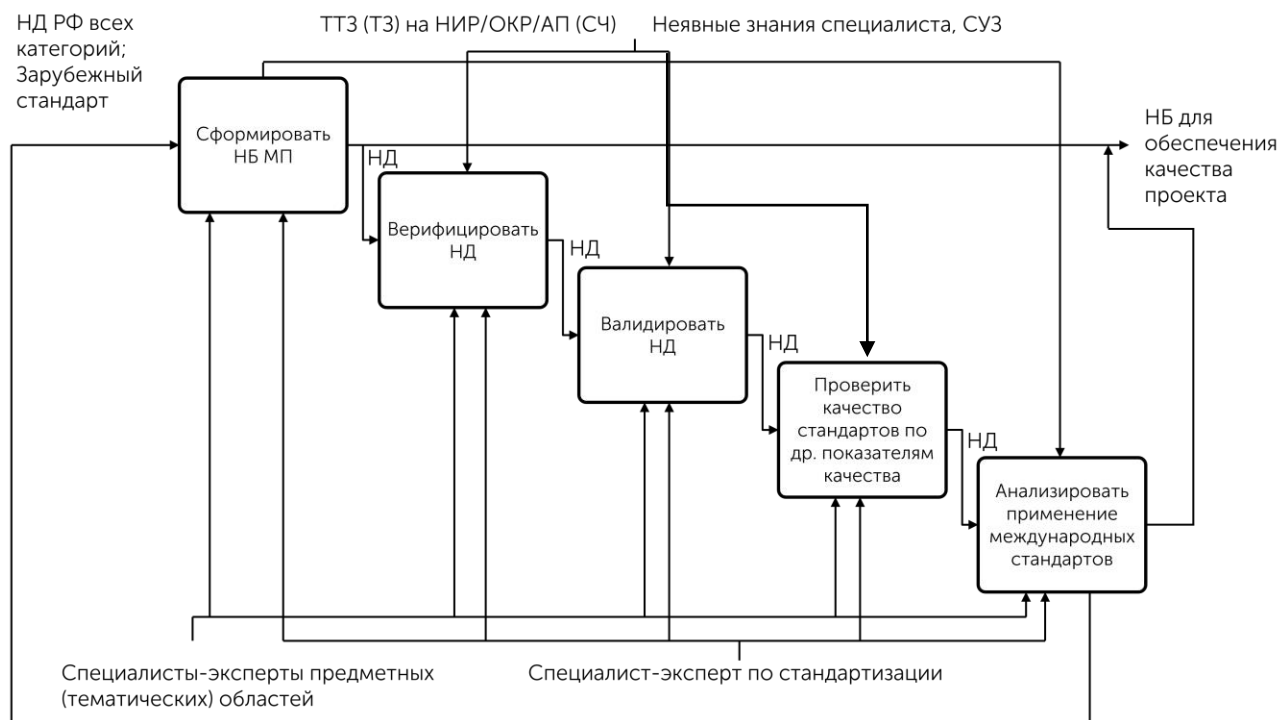 НД РФ всех
категорий;
Зарубежный
стандарт
ТТЗ (ТЗ) на НИР/ОКР/АП (СЧ)
Неявные знания специалиста, СУЗ
Сформировать
НБ МП
НБ для
обеспечения
качества
проекта
НД
Верифицировать
НД
НД
Валидировать
НД
НД
Проверить
качество
стандартов по
др. показателям
качества
НД
Анализировать
применение
международных
стандартов
Специалисты-эксперты предметных
(тематических) областей
Специалист-эксперт по стандартизации